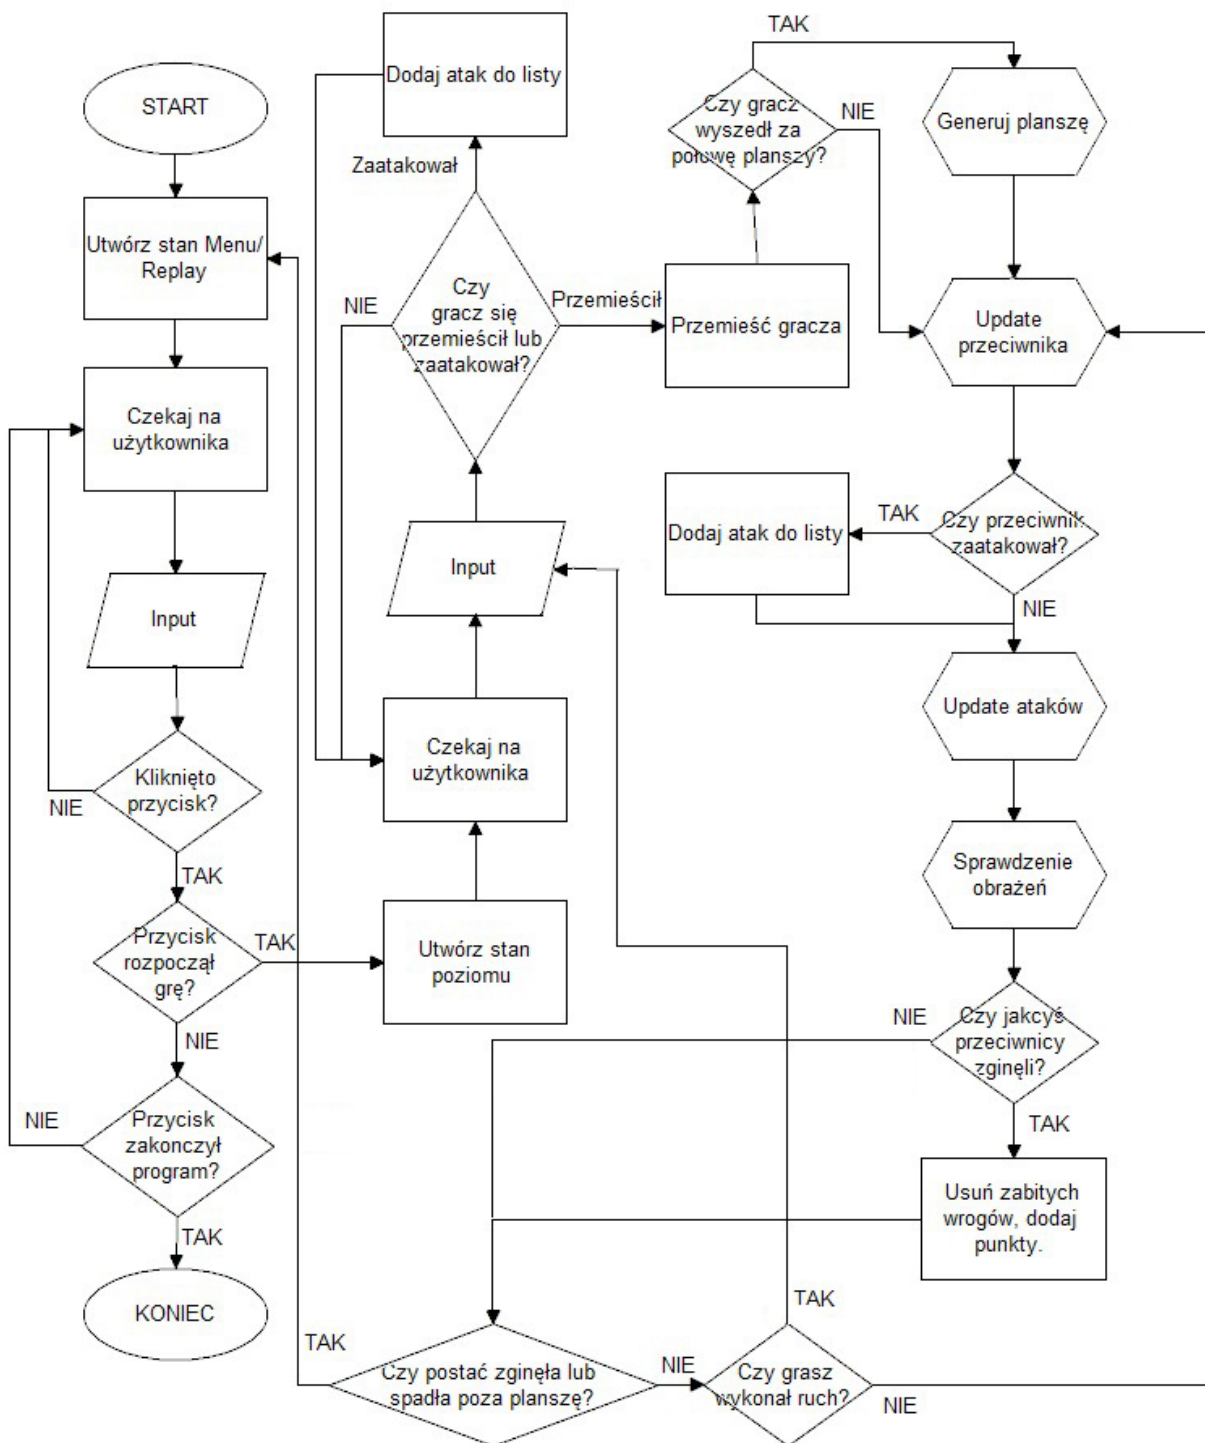 START
Utwórz stan Menu/
Replay
Czekaj na
użytkownika
Input
Kliknięto
przycisk?
NIE
TAK
Przycisk
rozpoczął
grę?
TAK
NIE
Przycisk
zakonczył
program?
NIE
TAK
KONIEC
Utwórz stan
poziomu
Czekaj na
użytkownika
Input
Czy
gracz się
przemieścił lub
zaatakował?
NIE
Zaatakował
Dodaj atak do listy
Przemieścił
Przemieść gracza
Czy gracz
wyszedł za
połowę planszy?
TAK
NIE
Generuj planszę
Update
przeciwnika
Czy przeciwnik
zaatakował?
TAK
Dodaj atak do listy
NIE
Update ataków
Sprawdzenie
obrażeń
Czy jakcyś
przeciwnicy
zginęli?
NIE
TAK
Usuń zabitych
wrogów, dodaj
punkty.
Czy postać zginęła lub
spadła poza planszę?
TAK
NIE
Czy grasz
wykonał ruch?
TAK
NIE